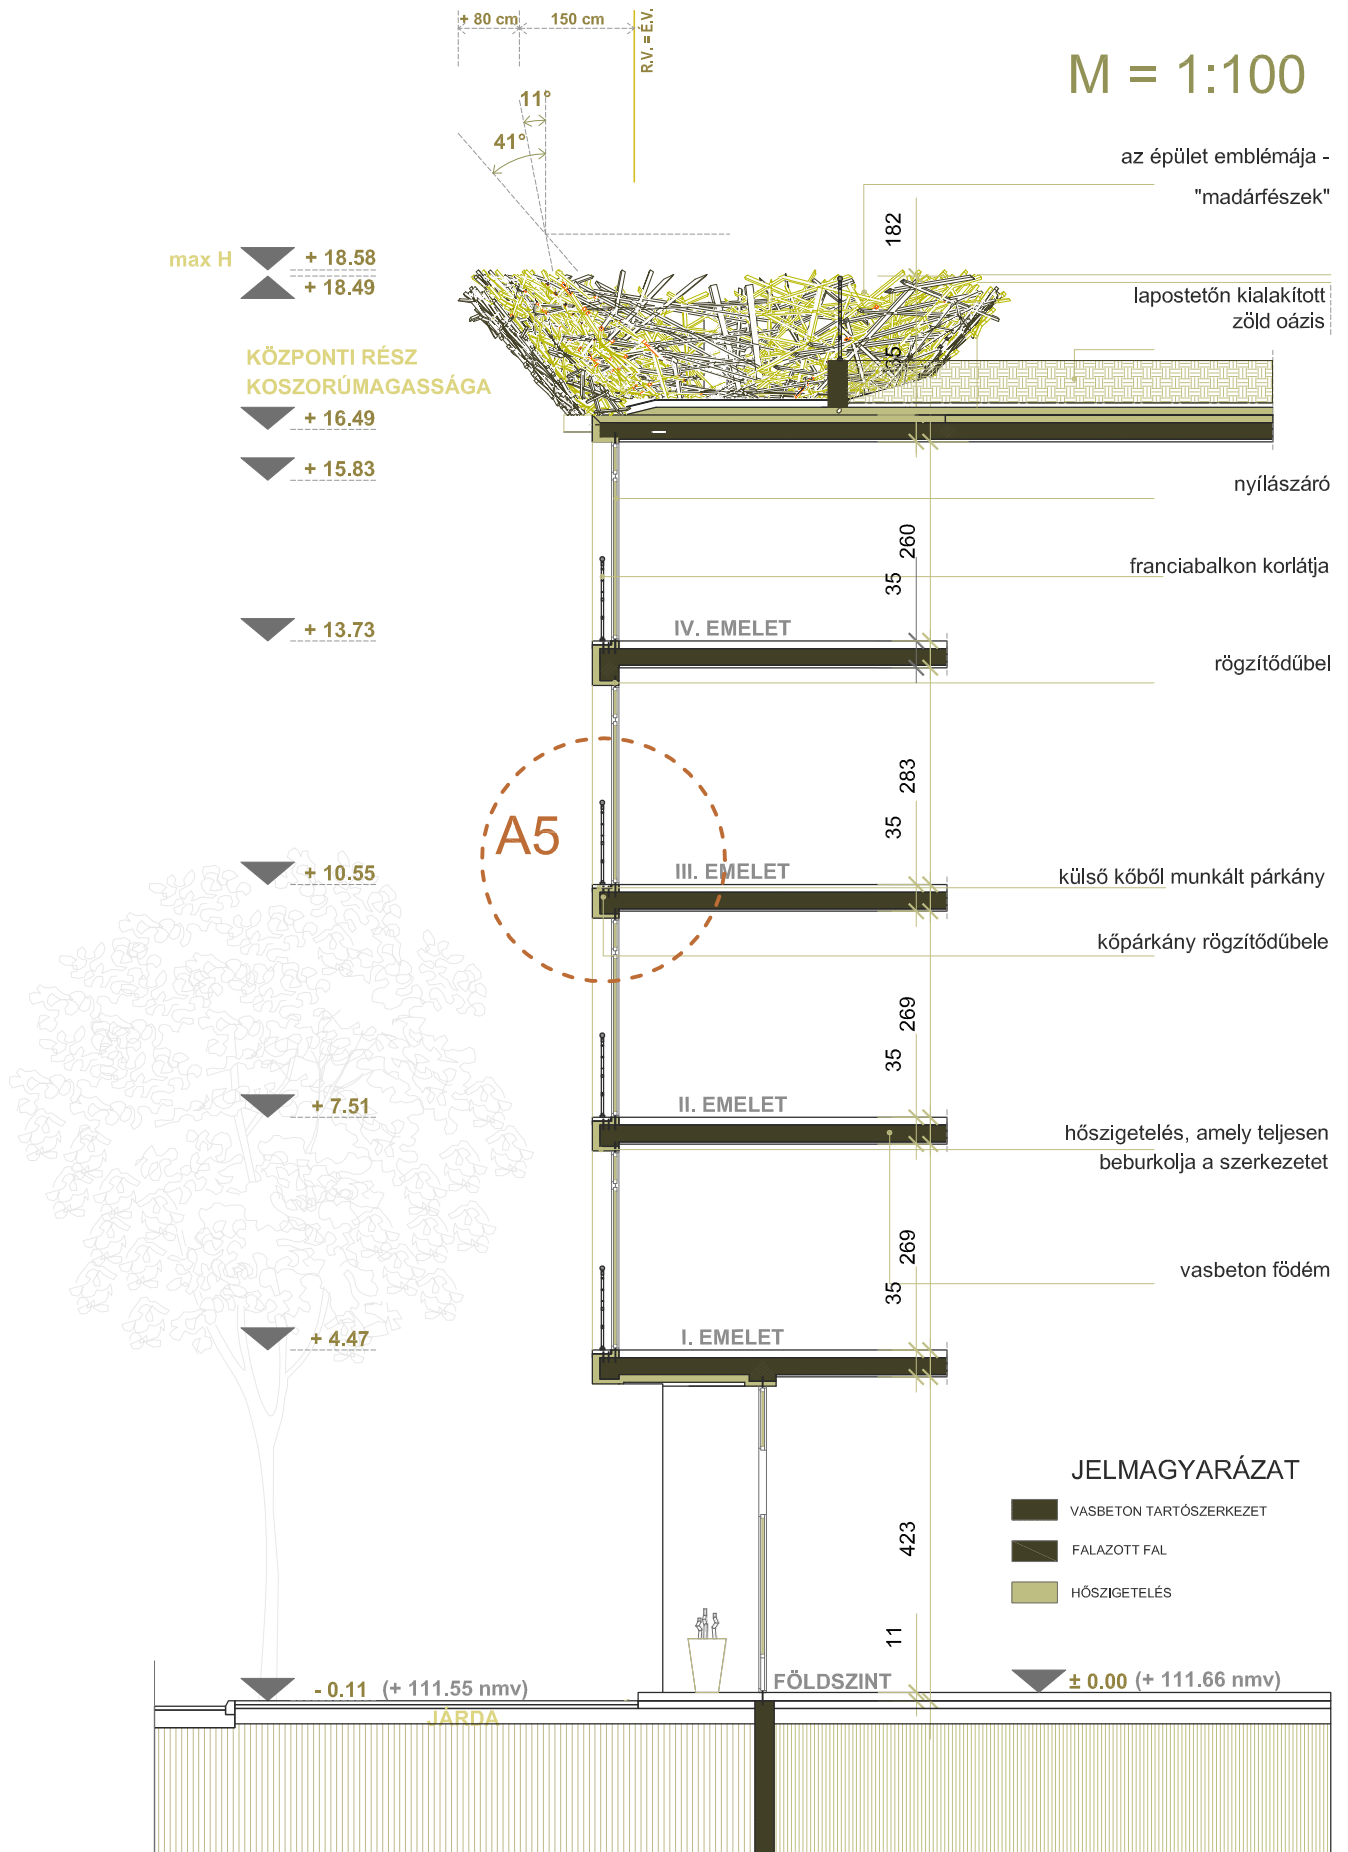 + 80 cm
150 cm
R.V. = É.V.
M = 1:100
11°
41°
az épület emblémája -
"madárfészek"
182
max H
+ 18.58
+ 18.49
lapostetőn kialakított
zöld oázis
KÖZPONTI RÉSZ
KOSZORÚMAGASSÁGA
+ 16.49
+ 15.83
nyílászáró
260
35
franciabalkon korlátja
+ 13.73
IV. EMELET
rögzítődűbel
283
35
A5
+ 10.55
III. EMELET
külső kőből munkált párkány
kőpárkány rögzítődűbele
269
35
+ 7.51
II. EMELET
hőszigetelés, amely teljesen
beburkolja a szerkezetet
269
35
vasbeton födém
+ 4.47
I. EMELET
JELMAGYARÁZAT
VASBETON TARTÓSZERKEZET
FALAZOTT FAL
HŐSZIGETELÉS
423
11
- 0.11 (+ 111.55 nmv)
FÖLDSZINT
± 0.00 (+ 111.66 nmv)
JÁRDA